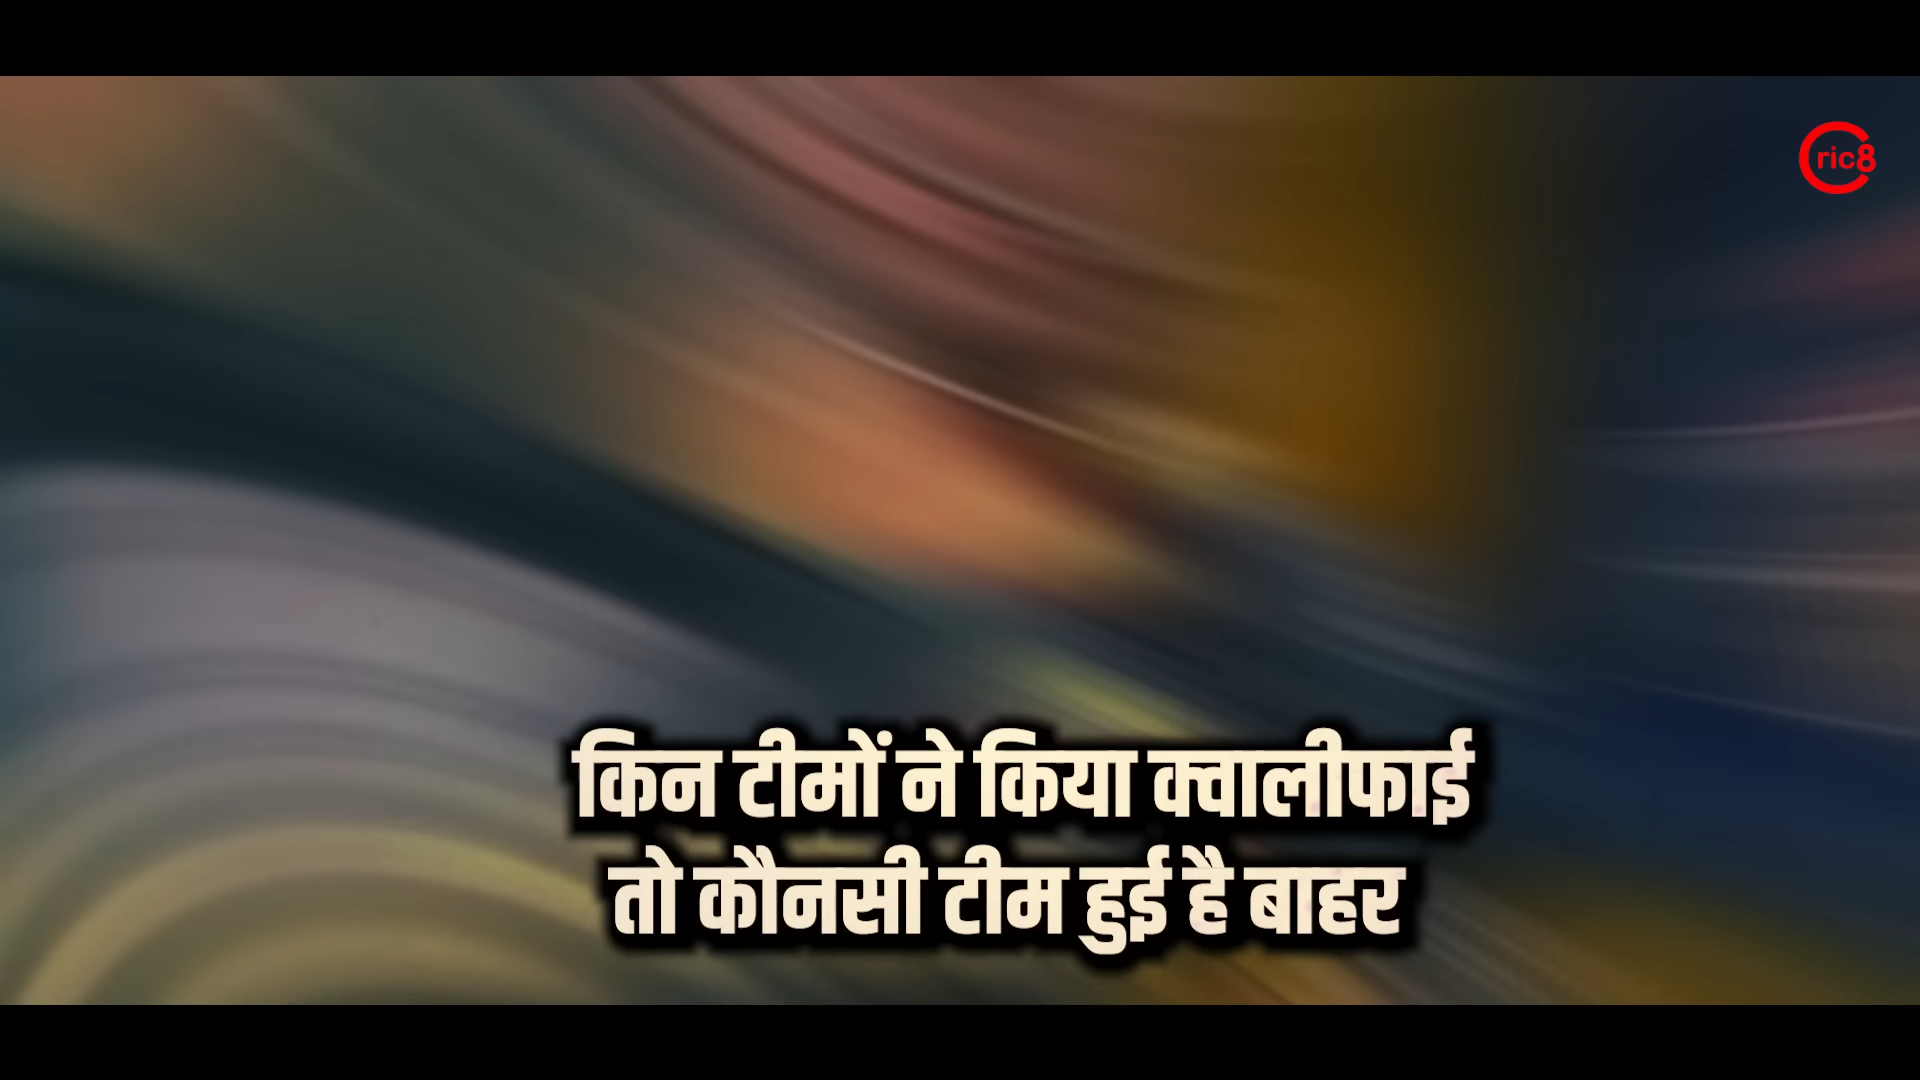 Cric8
किन टीमों ने किया क्वालीफाई
तो कौनसी टीम हुई है बाहर